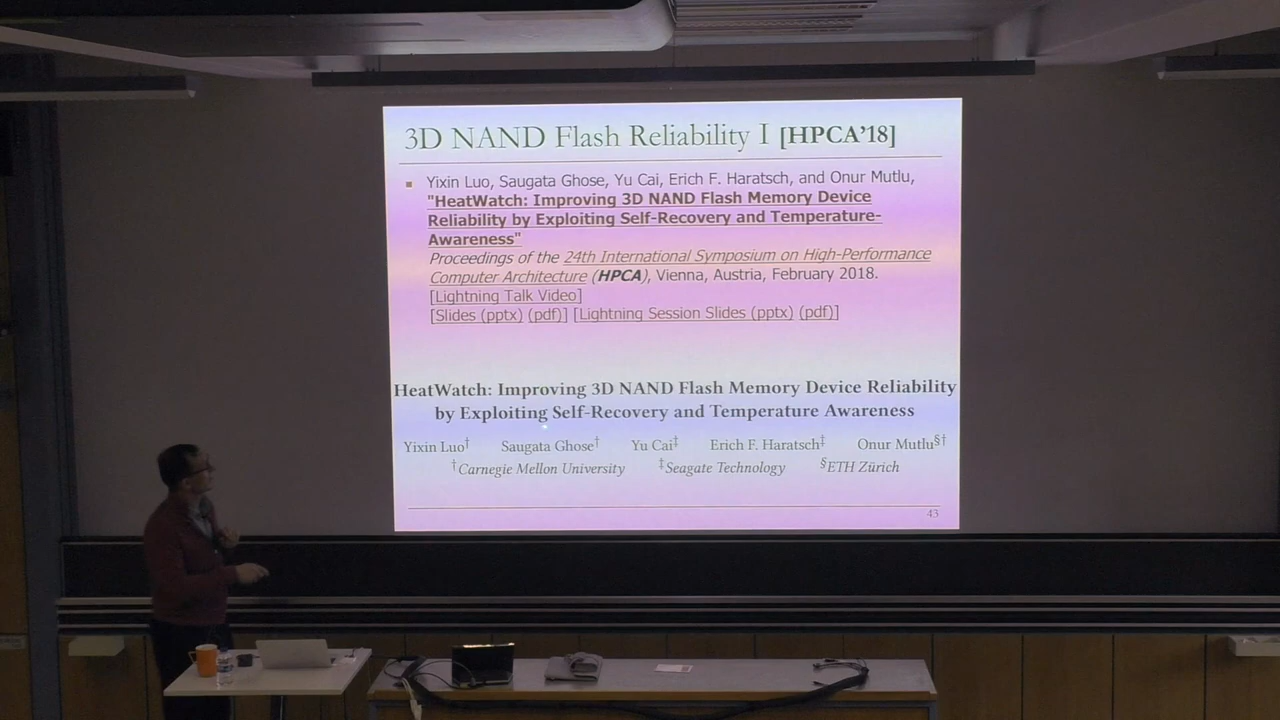 3D NAND Flash Reliability I [HPCA'18]
Yixin Luo, Saugata Ghose, Yu Cai, Erich F. Haratsch, and Onur Mutlu,
"HeatWatch: Improving 3D NAND Flash Memory Device
Reliability by Exploiting Self-Recovery and Temperature-
Awareness"
Proceedings of the 24th International Symposium on High-Performance
Computer Architecture (HPCA), Vienna, Austria, February 2018.
[Lightning Talk Video]
[Slides (pptx) (pdf)] [Lightning Session Slides (pptx) (pdf)]
HeatWatch: Improving 3D NAND Flash Memory Device Reliability
by Exploiting Self-Recovery and Temperature Awareness
Yixin Luo† Saugata Ghose† Yu Cai‡ Erich F. Haratsch‡ Onur Mutlu§†
†Carnegie Mellon University ‡Seagate Technology §ETH Zürich
43